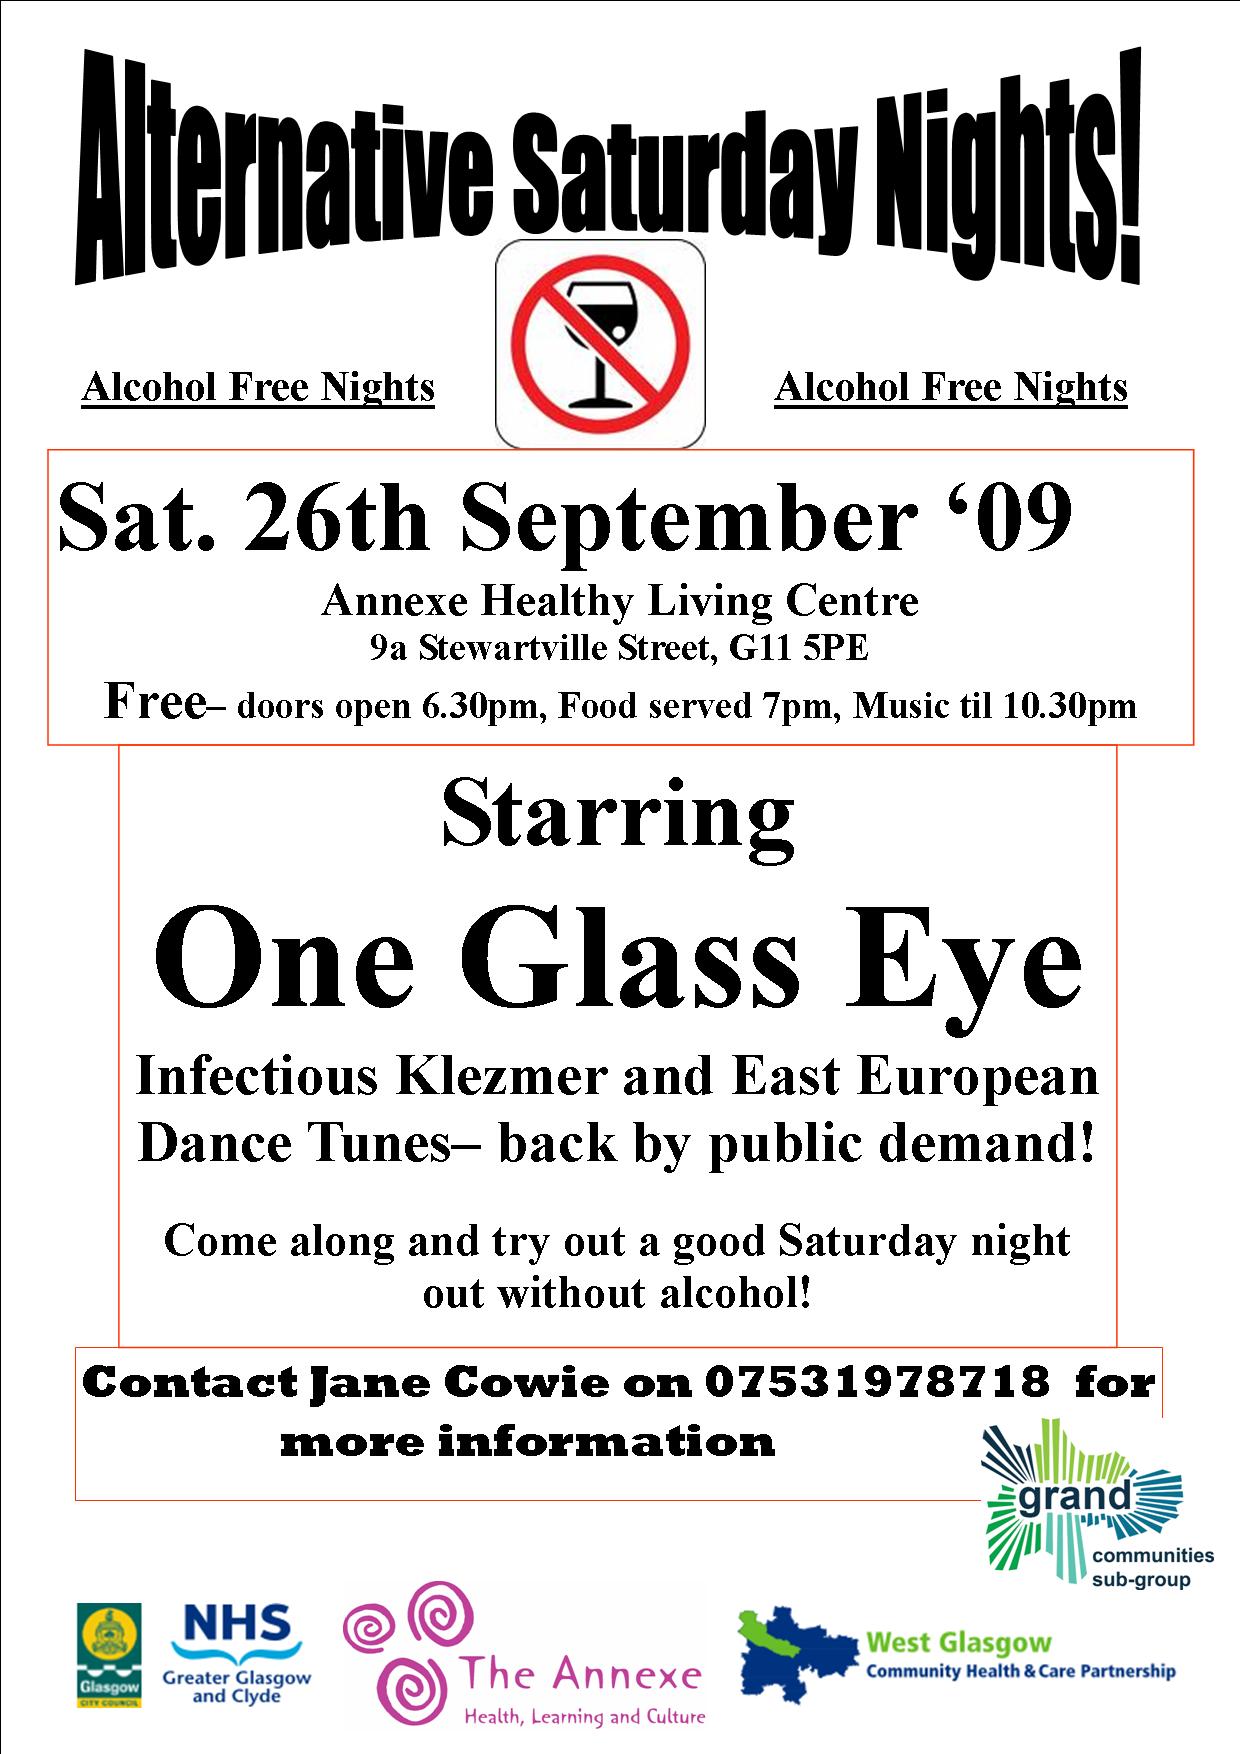 Alternative Saturday Nights!
Alcohol Free Nights
Alcohol Free Nights
Sat. 26th September ‘09
Annexe Healthy Living Centre
9a Stewartville Street, G11 5PE
Free– doors open 6.30pm, Food served 7pm, Music til 10.30pm
Starring
One Glass Eye
Infectious Klezmer and East European
Dance Tunes– back by public demand!
Come along and try out a good Saturday night
out without alcohol!
Contact Jane Cowie on 07531978718 for
more information
grand
communities
sub-group
Glasgow
CITY COUNCIL
NHS
Greater Glasgow
and Clyde
The Annexe
Health, Learning and Culture
West Glasgow
Community Health & Care Partnership